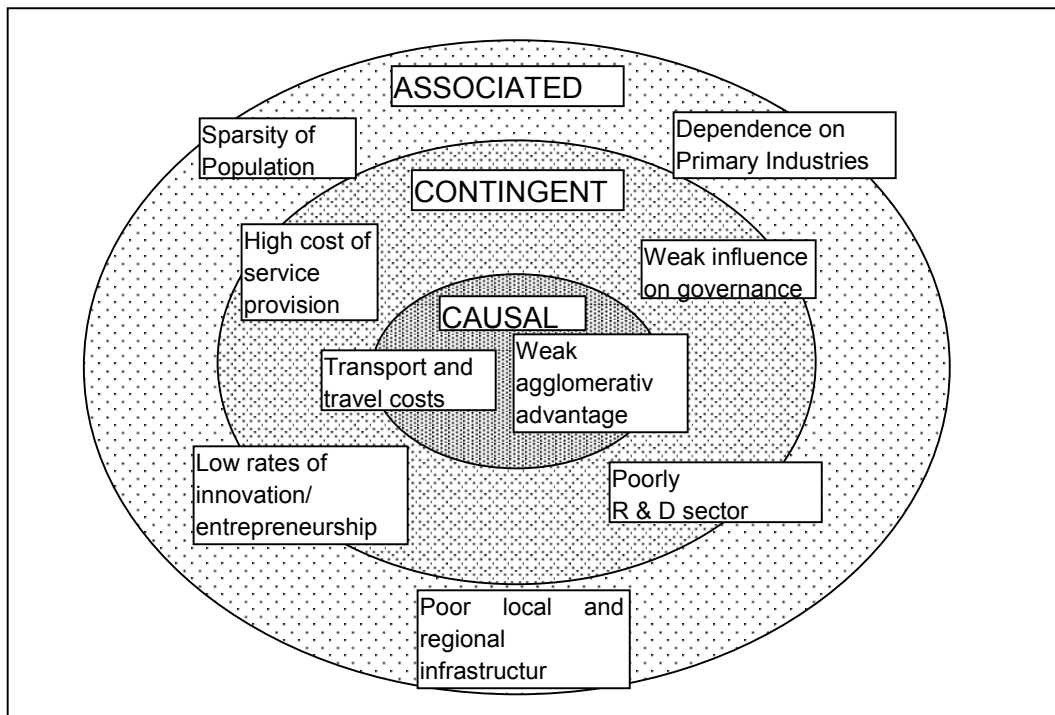 ASSOCIATED
Sparsity of
Population
Dependence on
Primary Industries
CONTINGENT
High cost of
service
provision
Weak influence
on governance
CAUSAL
Transport and
travel costs
Weak
agglomerativ
advantage
Low rates of
innovation/
entrepreneurship
Poorly
R & D sector
Poor local and
regional
infrastructur